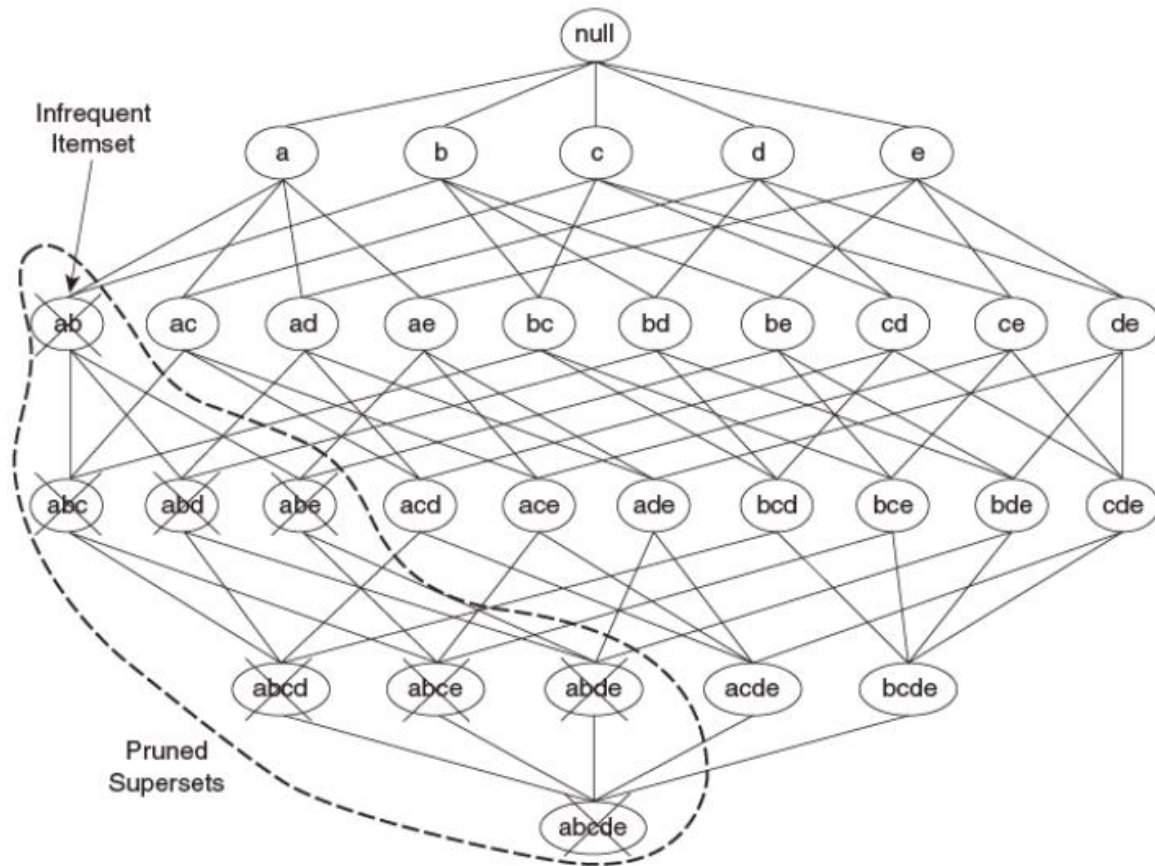 null
Infrequent
Itemset
a
b
c
d
e
ab
ac
ad
ae
bc
bd
be
cd
ce
de
abc
abd
abe
acd
ace
ade
bcd
bce
bde
cde
abcd
abce
abde
acde
bcde
Pruned
Supersets
abcde